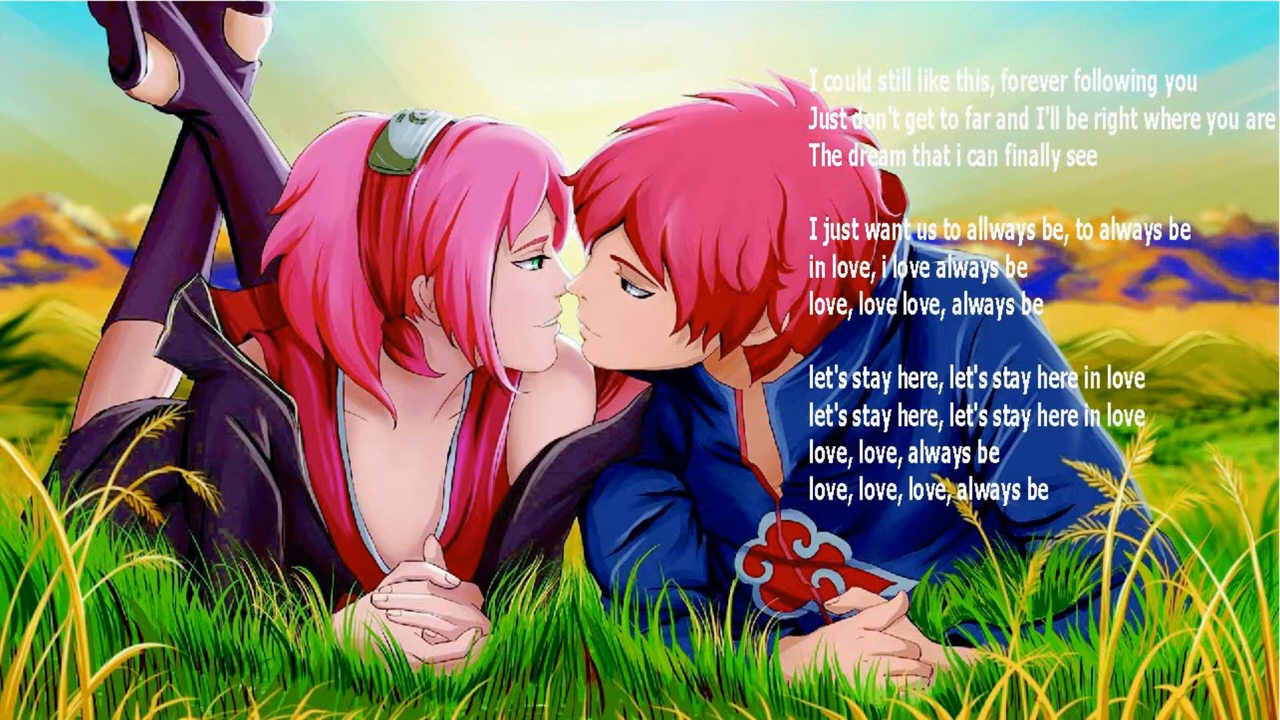 I could still like this, forever following you
Just don't get to far and I'll be right where you are
The dream that i can finally see
I just want us to allways be, to always be
in love, i love always be
love, love love, always be
let's stay here, let's stay here in love
let's stay here, let's stay here in love
love, love, always be
love, love, love, always be